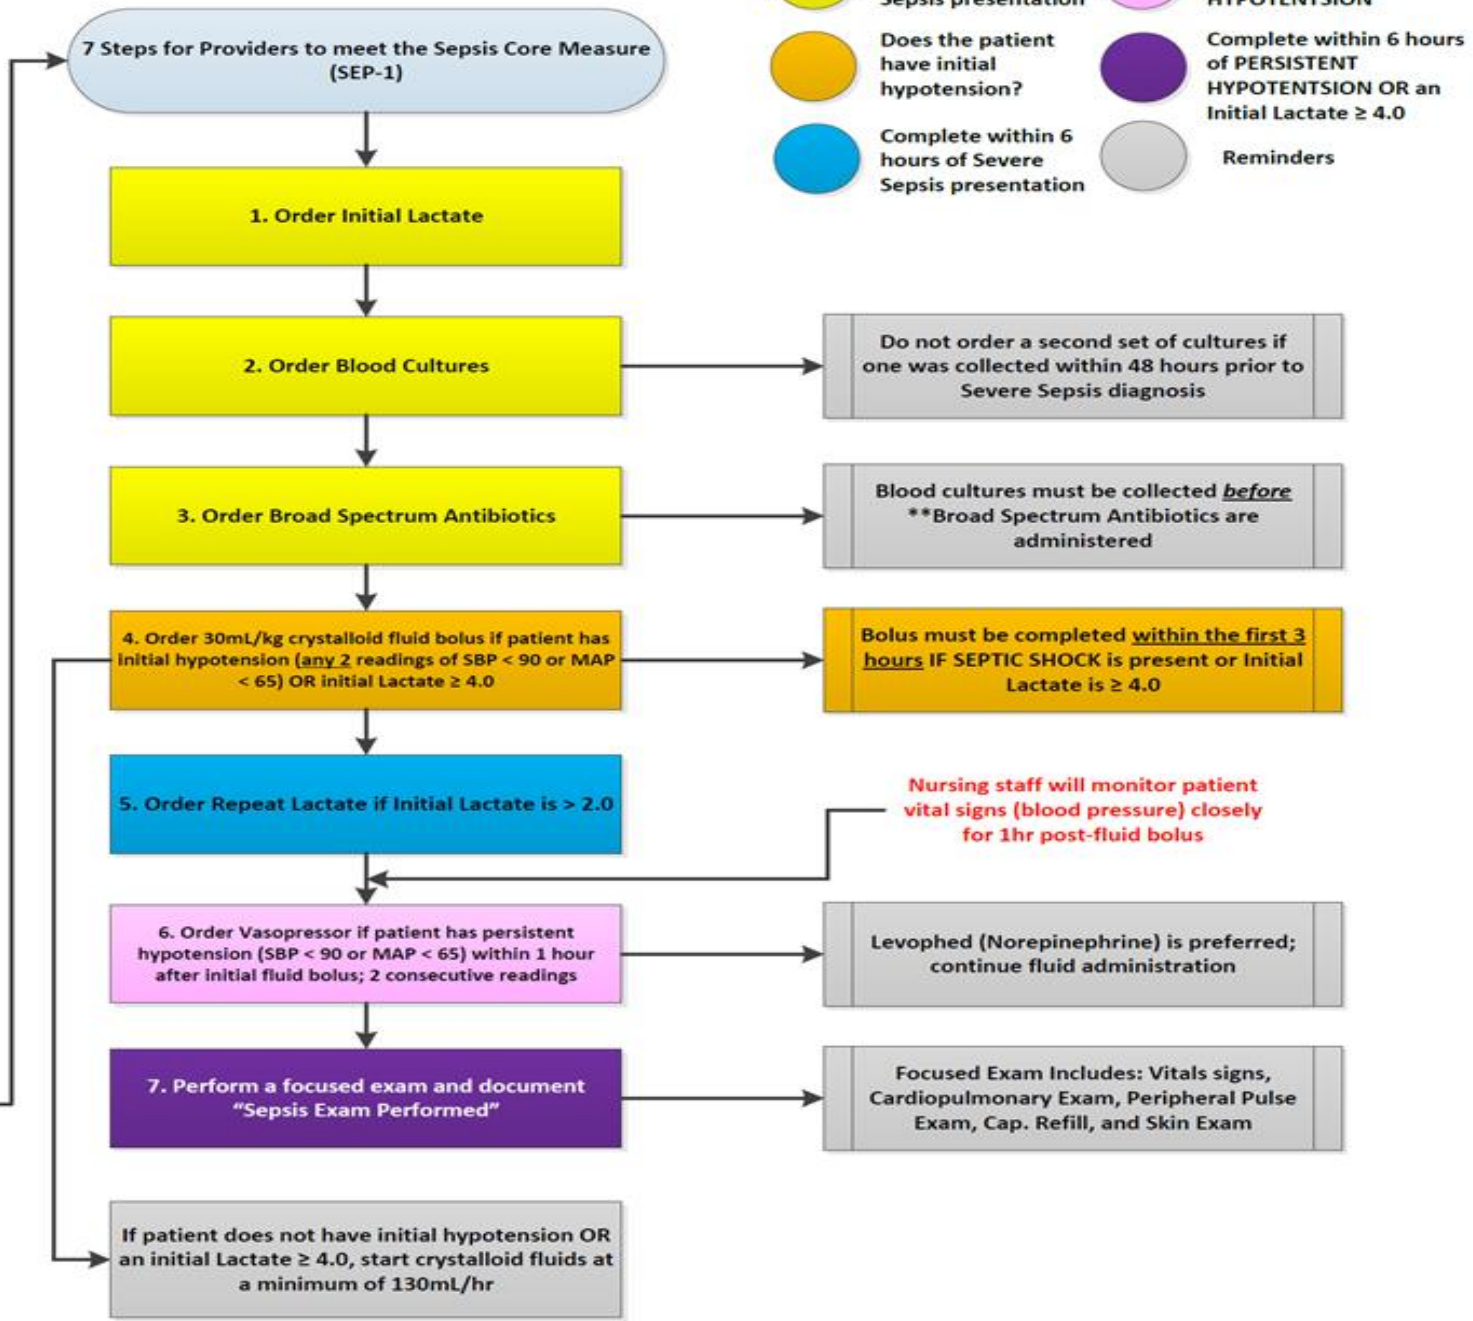 Sepsis presentation
HYPOTENTSION
Does the patient
have initial
hypotension?
Complete within 6 hours
of PERSISTENT
HYPOTENTSION OR an
Initial Lactate ≥ 4.0
Complete within 6
hours of Severe
Sepsis presentation
Reminders
7 Steps for Providers to meet the Sepsis Core Measure
(SEP-1)
1. Order Initial Lactate
2. Order Blood Cultures
Do not order a second set of cultures if
one was collected within 48 hours prior to
Severe Sepsis diagnosis
3. Order Broad Spectrum Antibiotics
Blood cultures must be collected before
**Broad Spectrum Antibiotics are
administered
4. Order 30mL/kg crystalloid fluid bolus if patient has
initial hypotension (any 2 readings of SBP < 90 or MAP
< 65) OR initial Lactate ≥ 4.0
Bolus must be completed within the first 3
hours IF SEPTIC SHOCK is present or Initial
Lactate is ≥ 4.0
5. Order Repeat Lactate if Initial Lactate is > 2.0
Nursing staff will monitor patient
vital signs (blood pressure) closely
for 1hr post-fluid bolus
6. Order Vasopressor if patient has persistent
hypotension (SBP < 90 or MAP < 65) within 1 hour
after initial fluid bolus; 2 consecutive readings
Levophed (Norepinephrine) is preferred;
continue fluid administration
7. Perform a focused exam and document
“Sepsis Exam Performed”
Focused Exam Includes: Vitals signs,
Cardiopulmonary Exam, Peripheral Pulse
Exam, Cap. Refill, and Skin Exam
If patient does not have initial hypotension OR
an initial Lactate ≥ 4.0, start crystalloid fluids at
a minimum of 130mL/hr